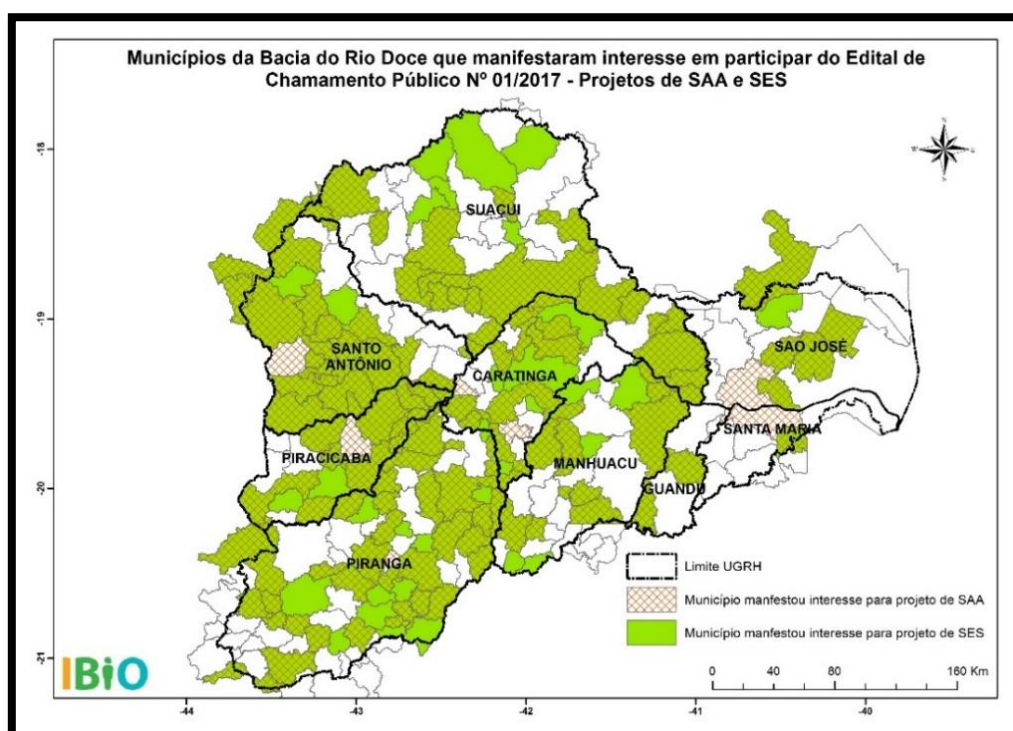 Municípios da Bacia do Rio Doce que manifestaram interesse em participar do Edital de
Chamamento Público Nº 01/2017 - Projetos de SAA e SES
-18
-19
-20
-21
N
W
E
S
SUAÇUI
SANTO
ANTÔNIO
CARATINGA
SÃO JOSÉ
SANTA MARIA
PIRACICABA
MANHUACU
GUANDU
PIRANGA
Limite UGRH
Município manfestou interesse para projeto de SAA
Município manfestou interesse para projeto de SES
0 40 80 160 Km
IBiO
-44 -43 -42 -41 -40